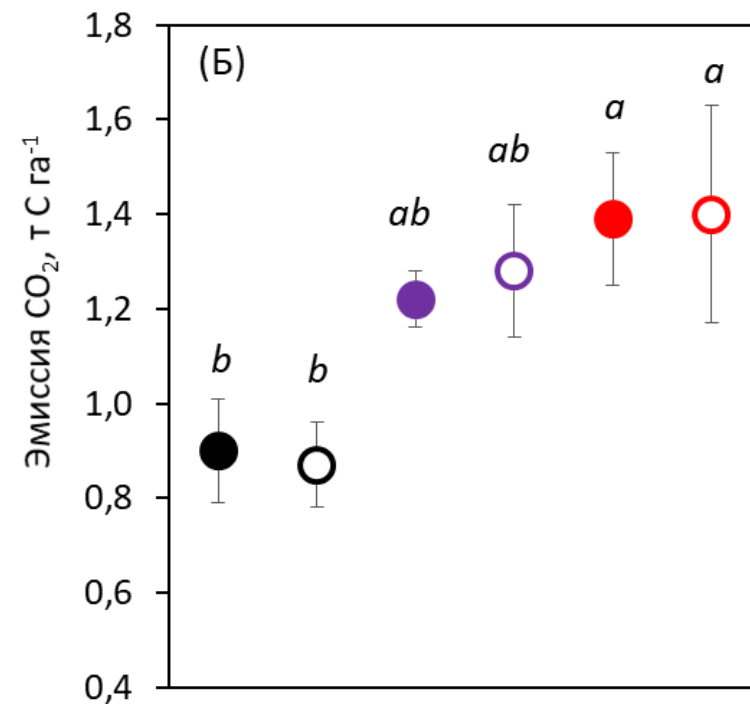 Эмиссия CO₂, т С га⁻¹
(Б)
1,8
1,6
1,4
1,2
1,0
0,8
0,6
0,4
b
b
ab
ab
a
a